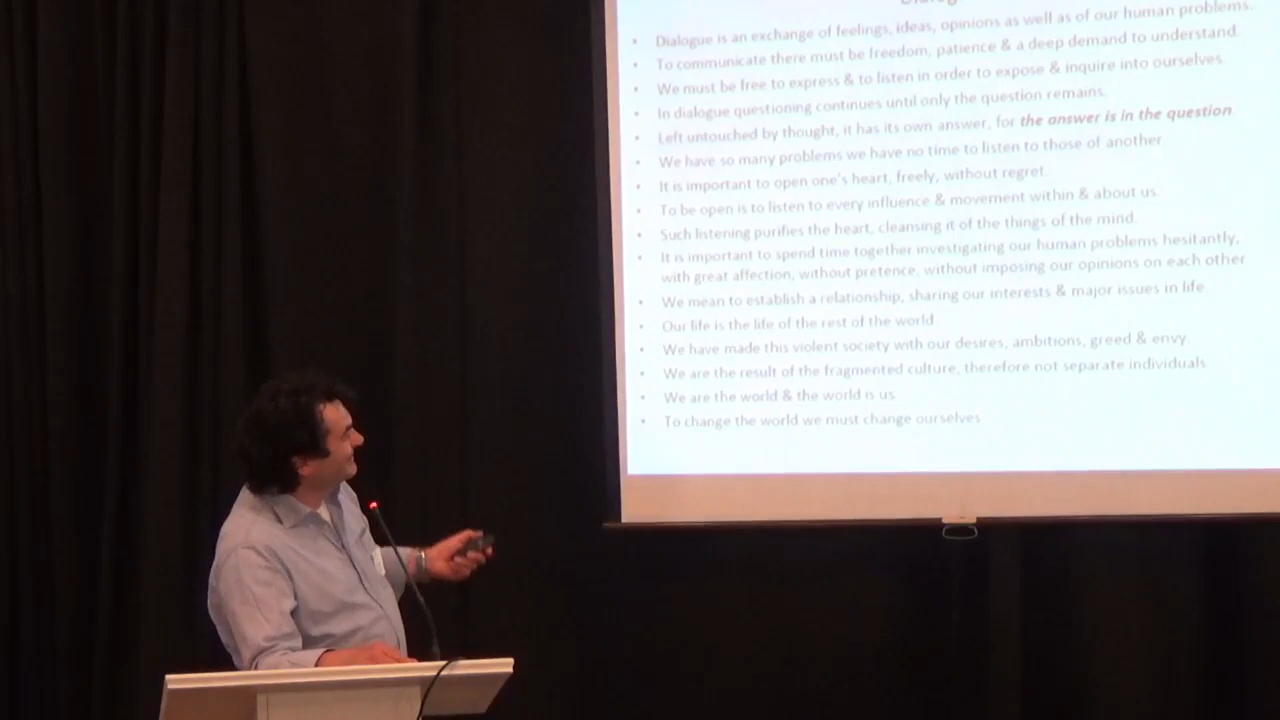 • Dialogue is an exchange of feelings, ideas, opinions as well as of our human problems.
• To communicate there must be freedom, patience & a deep demand to understand.
• We must be free to express & to listen in order to expose & inquire into ourselves.
• In dialogue questioning continues until only the question remains.
• Left untouched by thought, it has its own answer, for the answer is in the question
• We have so many problems we have no time to listen to those of another
• It is important to open one's heart, freely, without regret.
• To be open is to listen to every influence & movement within & about us.
• Such listening purifies the heart, cleansing it of the things of the mind.
• It is important to spend time together investigating our human problems hesitantly,
with great affection, without pretence, without imposing our opinions on each other
• We mean to establish a relationship, sharing our interests & major issues in life
• Our life is the life of the rest of the world
• We have made this violent society with our desires, ambitions, greed & envy
• We are the result of the fragmented culture, therefore not separate individuals
• We are the world & the world is us
• To change the world we must change ourselves